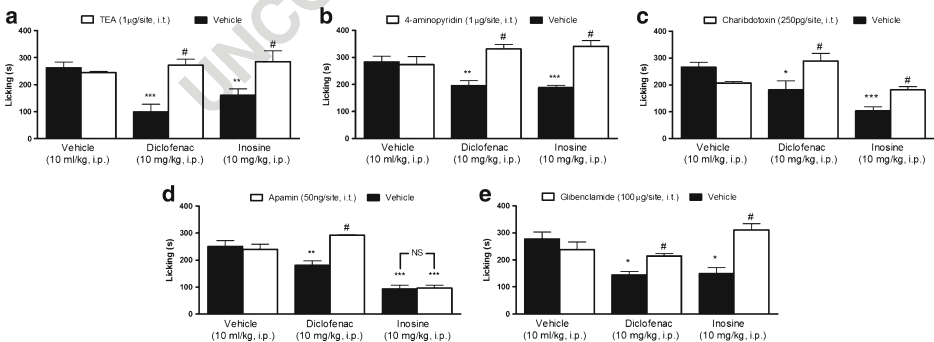 a
TEA (1µg/site, i.t.) Vehicle
Licking (s)
400
300
200
100
0
***
#
**
#
Vehicle Diclofenac Inosine
(10 ml/kg, i.p.) (10 mg/kg, i.p.) (10 mg/kg, i.p.)
b
4-aminopyridin (1µg/site, i.t.) Vehicle
Licking (s)
400
300
200
100
0
**
#
***
#
Vehicle Diclofenac Inosine
(10 ml/kg, i.p.) (10 mg/kg, i.p.) (10 mg/kg, i.p.)
c
Charibdotoxin (250pg/site, i.t.) Vehicle
Licking (s)
400
300
200
100
0
*
#
***
#
Vehicle Diclofenac Inosine
(10 ml/kg, i.p.) (10 mg/kg, i.p.) (10 mg/kg, i.p.)
UNCO
d
Apamin (50ng/site, i.t.) Vehicle
Licking (s)
400
300
200
100
0
**
#
NS
*** ***
Vehicle Diclofenac Inosine
(10 ml/kg, i.p.) (10 mg/kg, i.p.) (10 mg/kg, i.p.)
e
Glibenclamide (100µg/site, i.t.) Vehicle
Licking (s)
400
300
200
100
0
*
#
*
#
Vehicle Diclofenac Inosine
(10 ml/kg, i.p.) (10 mg/kg, i.p.) (10 mg/kg, i.p.)